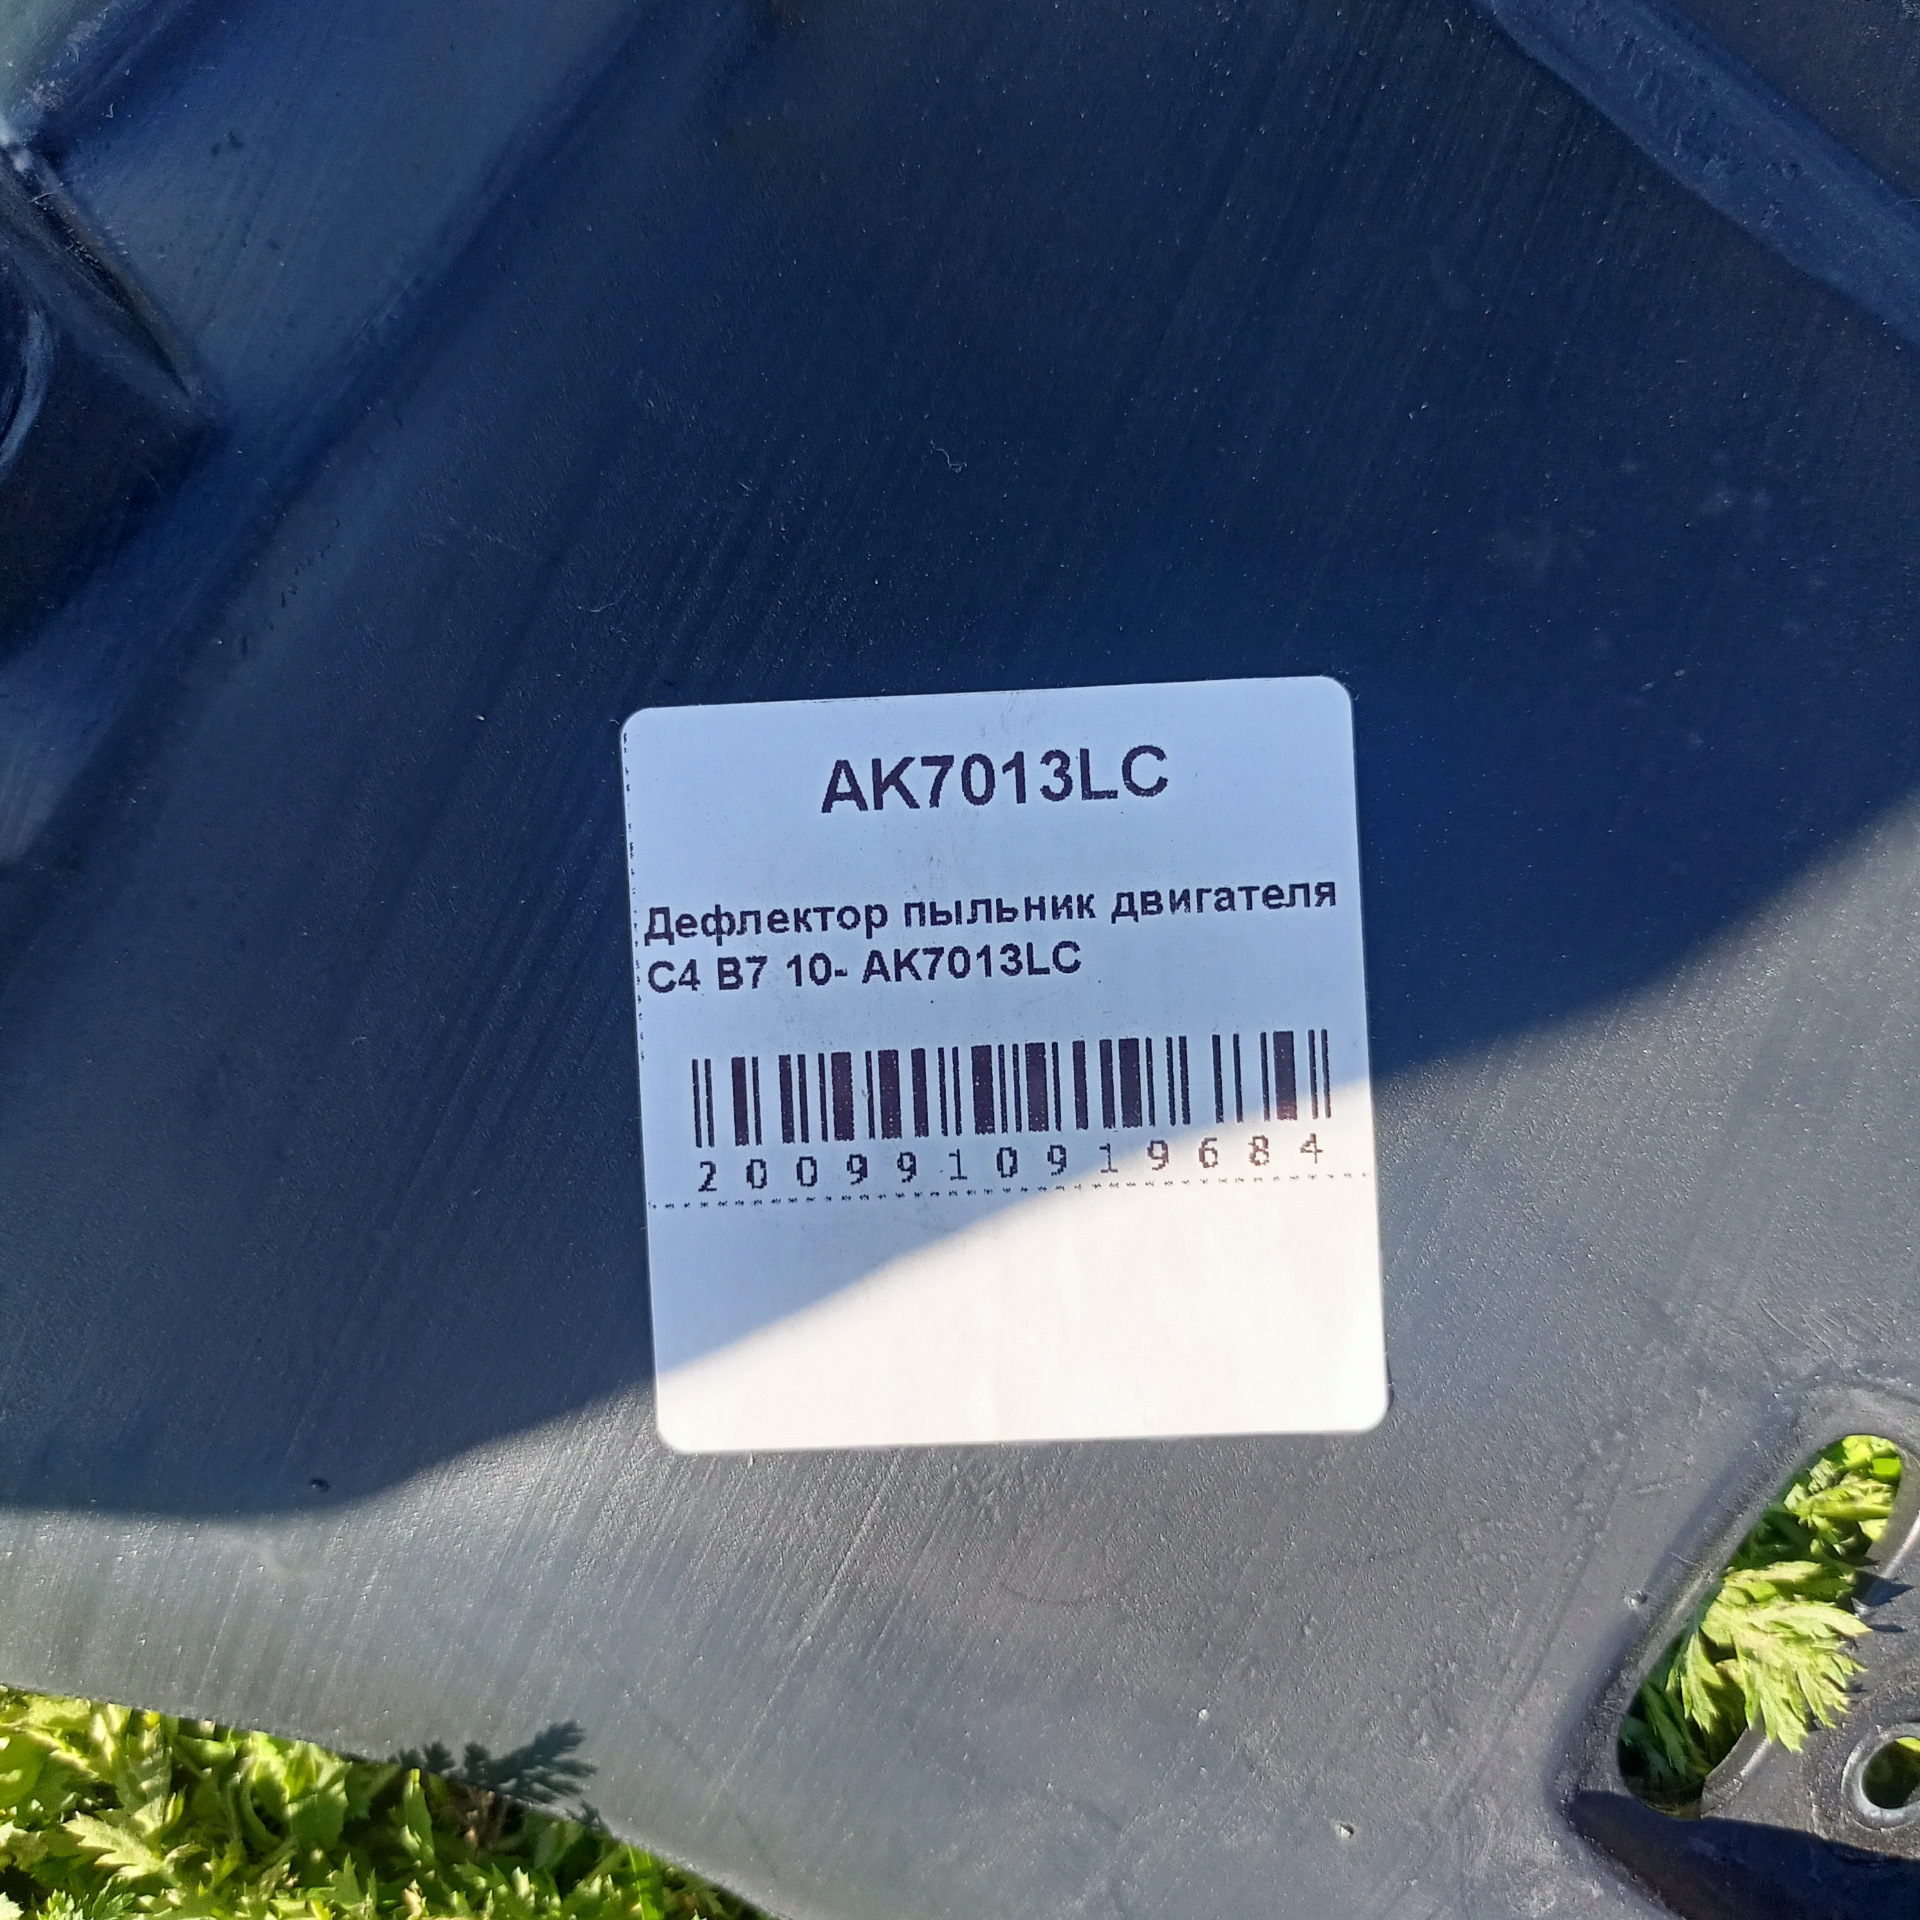 AK7013LC
Дефлектор пыльник двигателя
C4 B7 10- AK7013LC
2009910919684